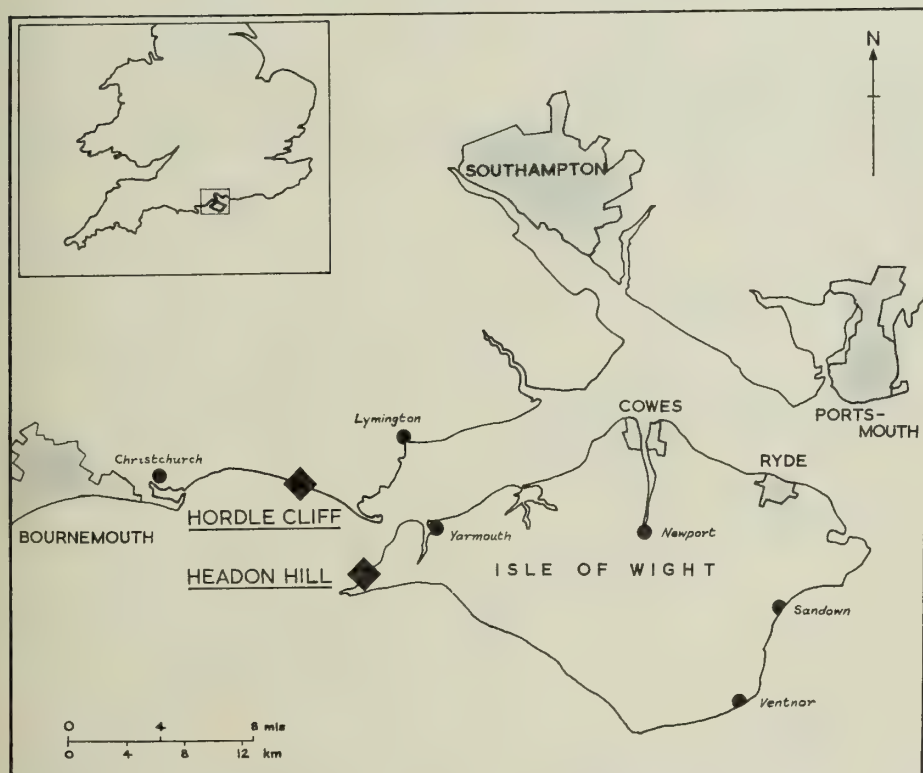 N
SOUTHAMPTON
PORTS-
MOUTH
COWES
RYDE
Lymington
Christchurch
HORDLE CLIFF
BOURNEMOUTH
Yarmouth
Newport
HEADON HILL
ISLE OF WIGHT
Sandown
Ventnor
0 4 8 mls
0 4 8 12 km